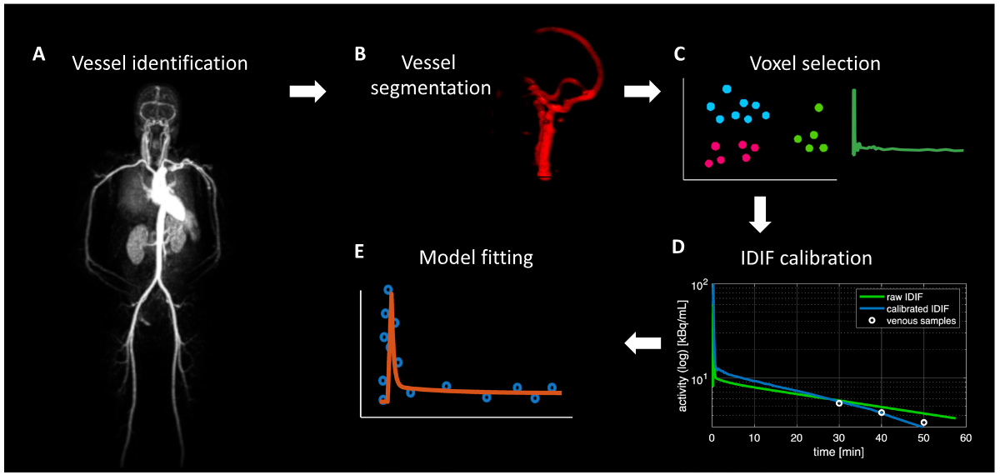 A
Vessel identification
B
Vessel
segmentation
C
Voxel selection
D
IDIF calibration
10²
10¹
activity (log) [kBq/mL]
raw IDIF
calibrated IDIF
venous samples
0 10 20 30 40 50 60
time [min]
E
Model fitting